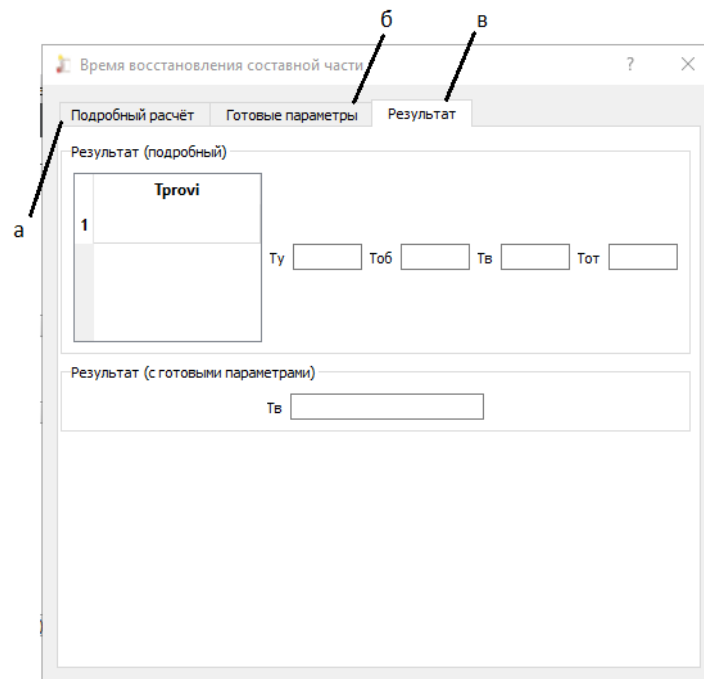 б в
Время восстановления составной части ? ×
Подробный расчёт Готовые параметры Результат
Результат (подробный)
Tprovi
1
а
Ту Тоб Тв Тот
Результат (с готовыми параметрами)
Тв